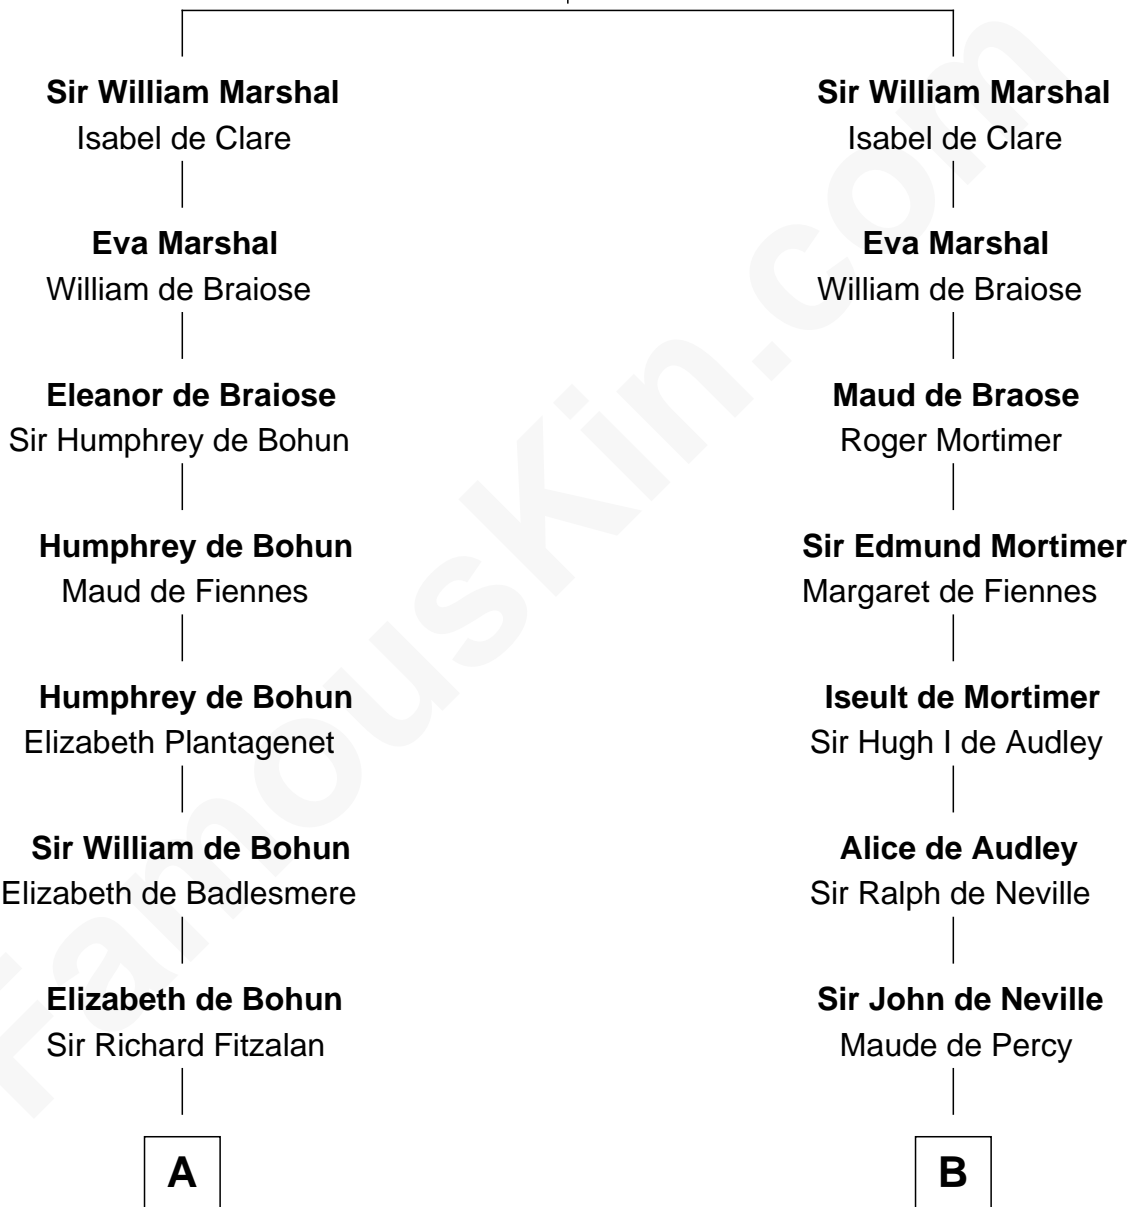 Sir William Marshal
Isabel de Clare
Eva Marshal
William de Braiose
Eleanor de Braiose
Sir Humphrey de Bohun
Humphrey de Bohun
Maud de Fiennes
Humphrey de Bohun
Elizabeth Plantagenet
Sir William de Bohun
Elizabeth de Badlesmere
Elizabeth de Bohun
Sir Richard Fitzalan
A
Sir William Marshal
Isabel de Clare
Eva Marshal
William de Braiose
Maud de Braose
Roger Mortimer
Sir Edmund Mortimer
Margaret de Fiennes
Iseult de Mortimer
Sir Hugh I de Audley
Alice de Audley
Sir Ralph de Neville
Sir John de Neville
Maude de Percy
B
FamousKin.com